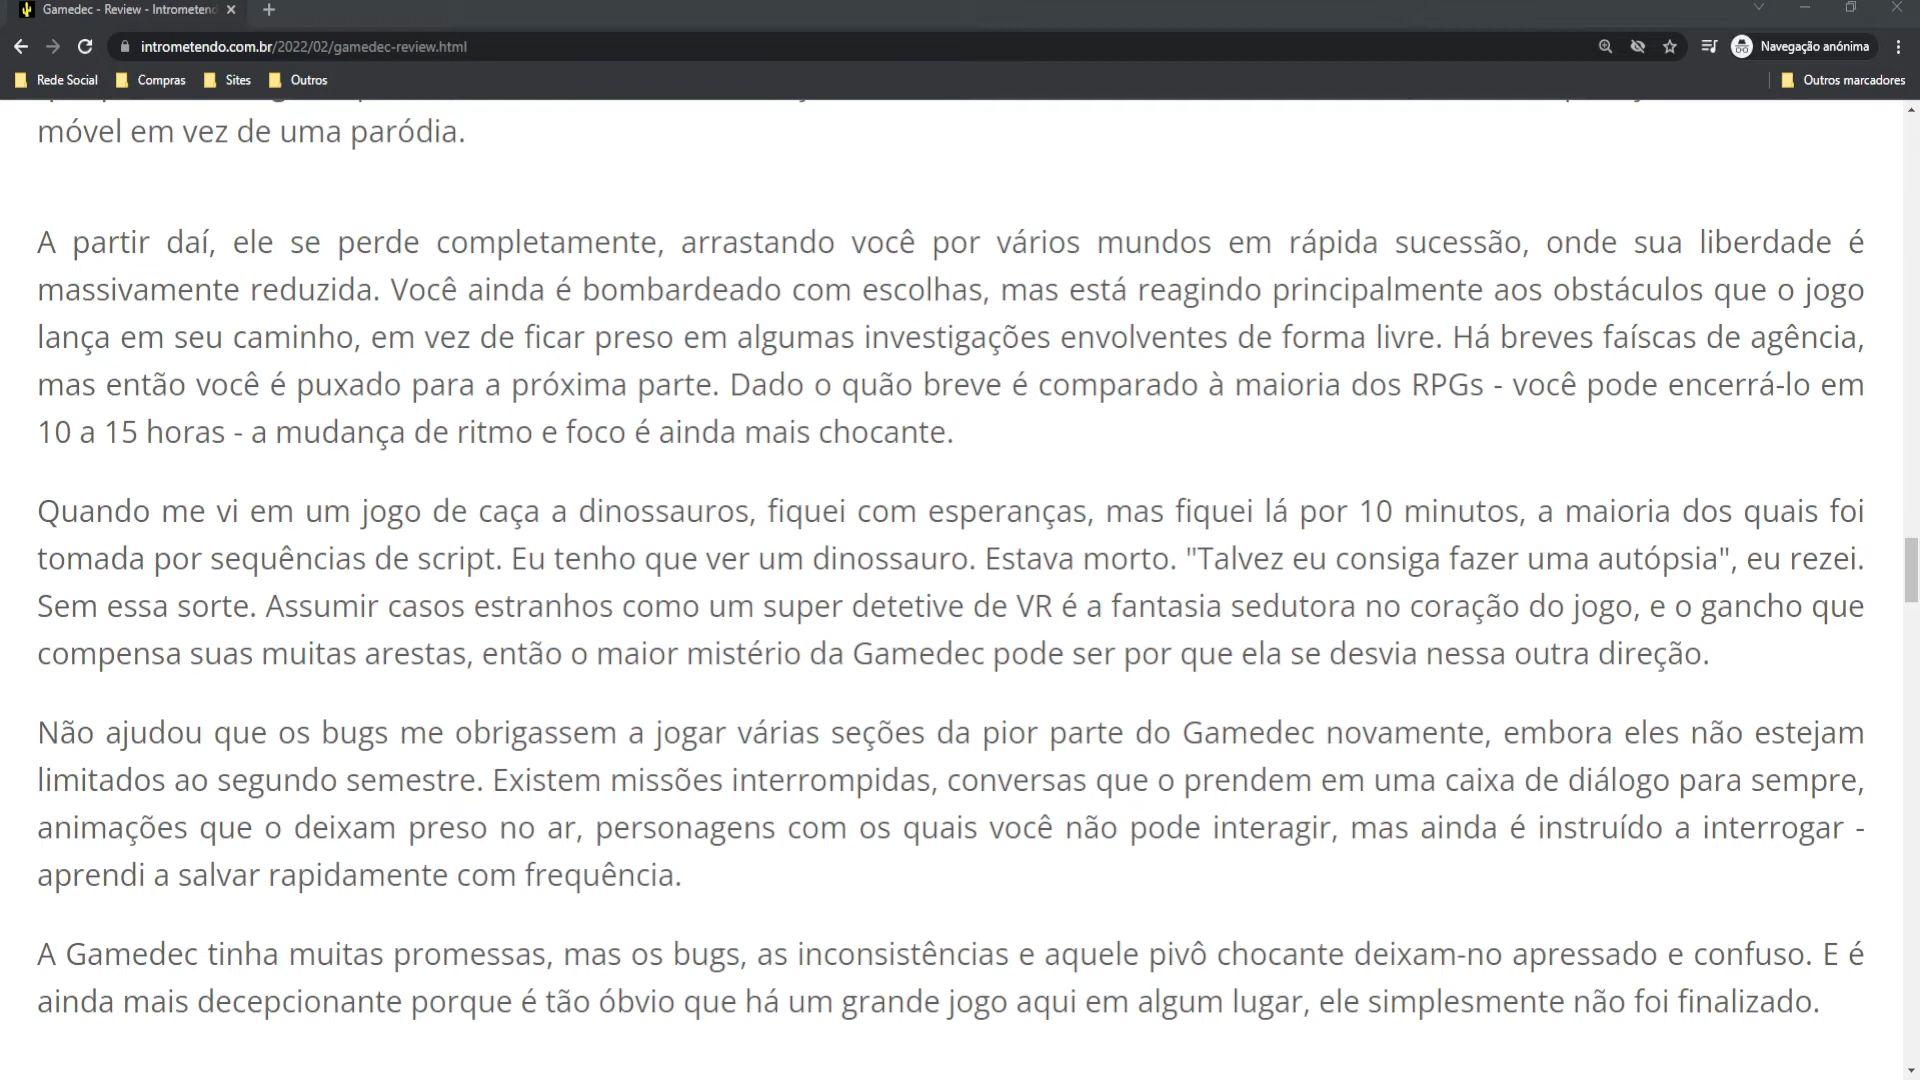 Gamedec - Review - Intrometend
intrometendo.com.br/2022/02/gamedec-review.html
Navegação anónima
Rede Social
Compras
Sites
Outros
Outros marcadores
móvel em vez de uma paródia.
A partir daí, ele se perde completamente, arrastando você por vários mundos em rápida sucessão, onde sua liberdade é
massivamente reduzida. Você ainda é bombardeado com escolhas, mas está reagindo principalmente aos obstáculos que o jogo
lança em seu caminho, em vez de ficar preso em algumas investigações envolventes de forma livre. Há breves faíscas de agência,
mas então você é puxado para a próxima parte. Dado o quão breve é comparado à maioria dos RPGs - você pode encerrá-lo em
10 a 15 horas - a mudança de ritmo e foco é ainda mais chocante.
Quando me vi em um jogo de caça a dinossauros, fiquei com esperanças, mas fiquei lá por 10 minutos, a maioria dos quais foi
tomada por sequências de script. Eu tenho que ver um dinossauro. Estava morto. "Talvez eu consiga fazer uma autópsia", eu rezei.
Sem essa sorte. Assumir casos estranhos como um super detetive de VR é a fantasia sedutora no coração do jogo, e o gancho que
compensa suas muitas arestas, então o maior mistério da Gamedec pode ser por que ela se desvia nessa outra direção.
Não ajudou que os bugs me obrigassem a jogar várias seções da pior parte do Gamedec novamente, embora eles não estejam
limitados ao segundo semestre. Existem missões interrompidas, conversas que o prendem em uma caixa de diálogo para sempre,
animações que o deixam preso no ar, personagens com os quais você não pode interagir, mas ainda é instruído a interrogar -
aprendi a salvar rapidamente com frequência.
A Gamedec tinha muitas promessas, mas os bugs, as inconsistências e aquele pivô chocante deixam-no apressado e confuso. E é
ainda mais decepcionante porque é tão óbvio que há um grande jogo aqui em algum lugar, ele simplesmente não foi finalizado.